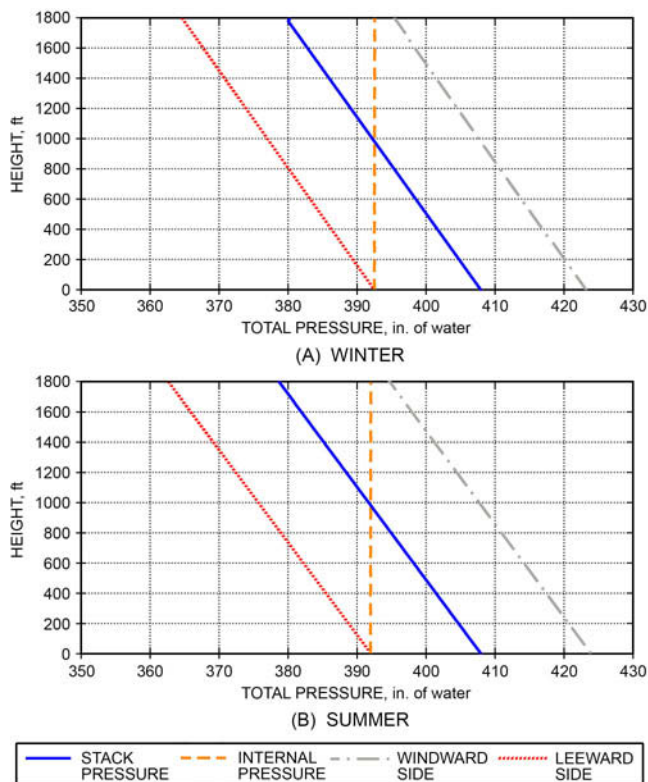 1800
1600
1400
1200
1000
800
600
400
200
0
HEIGHT, ft
350 360 370 380 390 400 410 420 430
TOTAL PRESSURE, in. of water
(A) WINTER
1800
1600
1400
1200
1000
800
600
400
200
0
HEIGHT, ft
350 360 370 380 390 400 410 420 430
TOTAL PRESSURE, in. of water
(B) SUMMER
STACK PRESSURE
INTERNAL PRESSURE
WINDWARD SIDE
LEEWARD SIDE